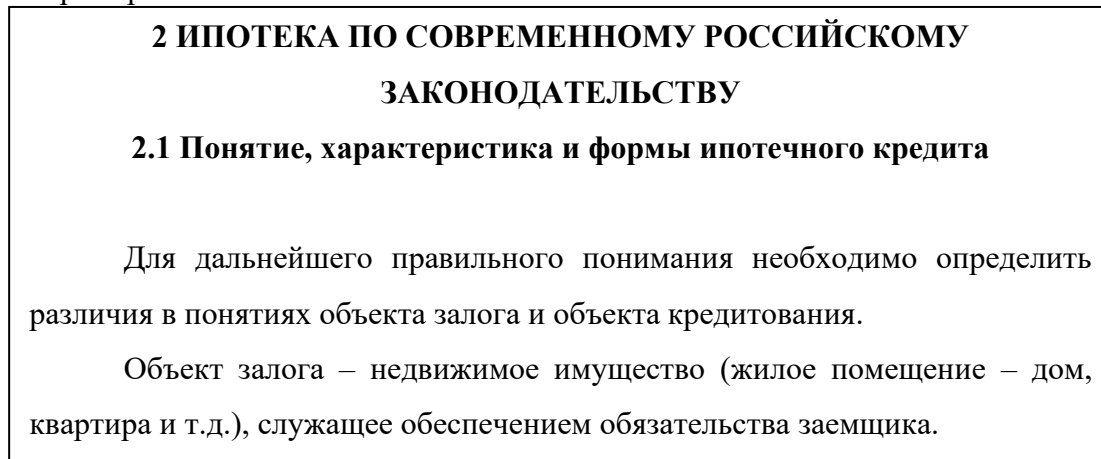 2 ИПОТЕКА ПО СОВРЕМЕННОМУ РОССИЙСКОМУ
ЗАКОНОДАТЕЛЬСТВУ
2.1 Понятие, характеристика и формы ипотечного кредита
Для дальнейшего правильного понимания необходимо определить
различия в понятиях объекта залога и объекта кредитования.
Объект залога – недвижимое имущество (жилое помещение – дом,
квартира и т.д.), служащее обеспечением обязательства заемщика.